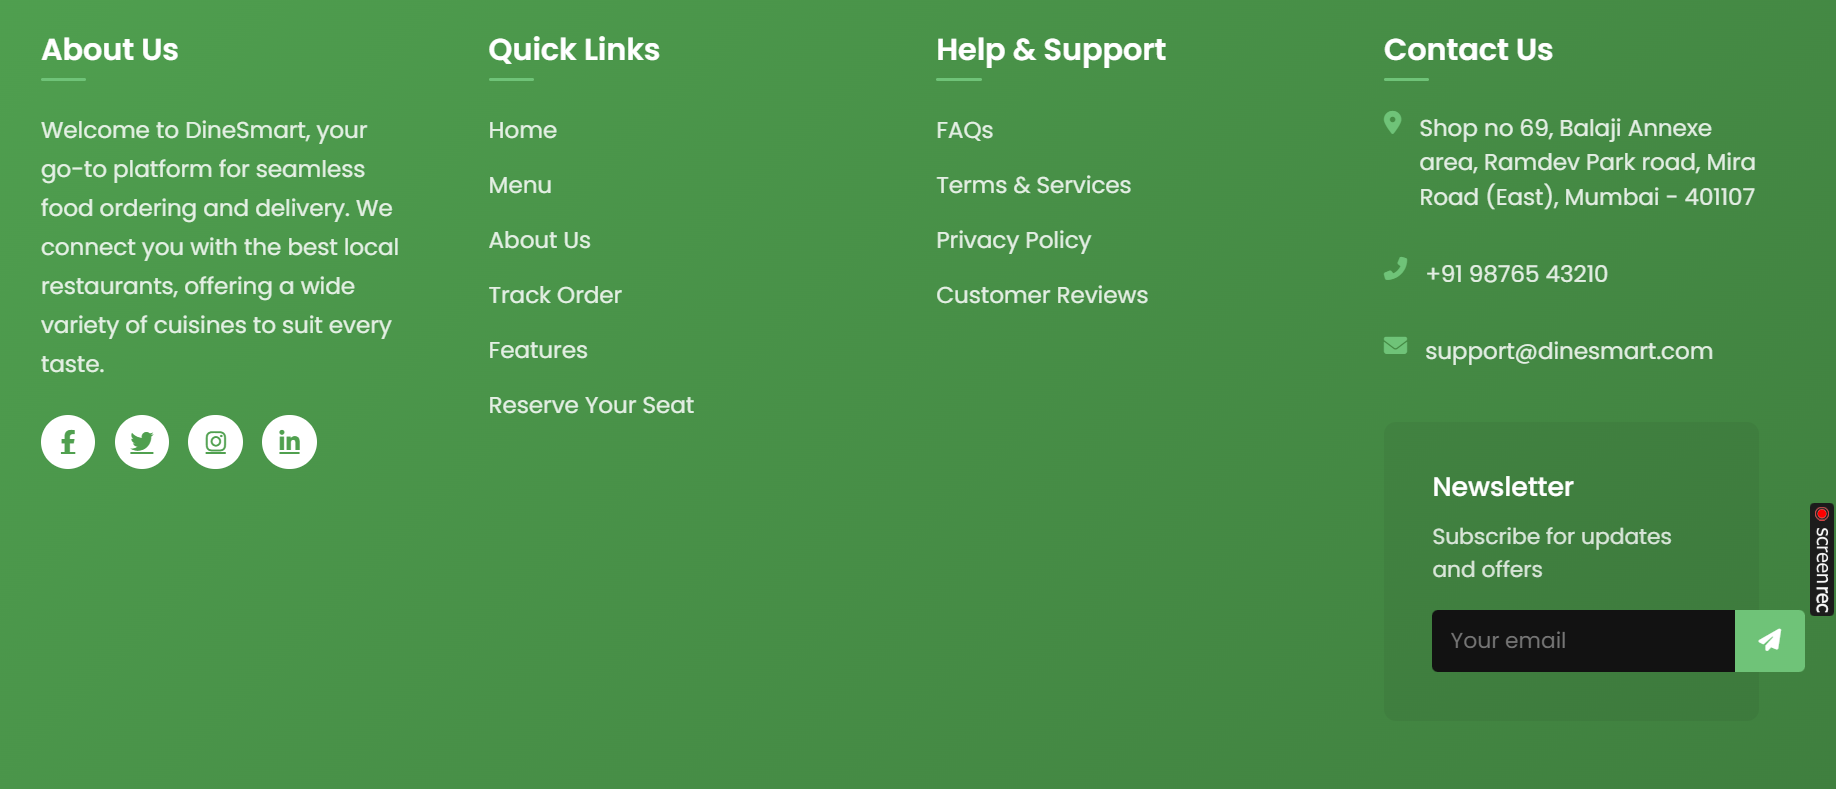 About Us
Welcome to DineSmart, your
go-to platform for seamless
food ordering and delivery. We
connect you with the best local
restaurants, offering a wide
variety of cuisines to suit every
taste.
Quick Links
Home
Menu
About Us
Track Order
Features
Reserve Your Seat
Help & Support
FAQs
Terms & Services
Privacy Policy
Customer Reviews
Contact Us
Shop no 69, Balaji Annexe
area, Ramdev Park road, Mira
Road (East), Mumbai - 401107
+91 98765 43210
support@dinesmart.com
Newsletter
Subscribe for updates
and offers
Your email
screenrec